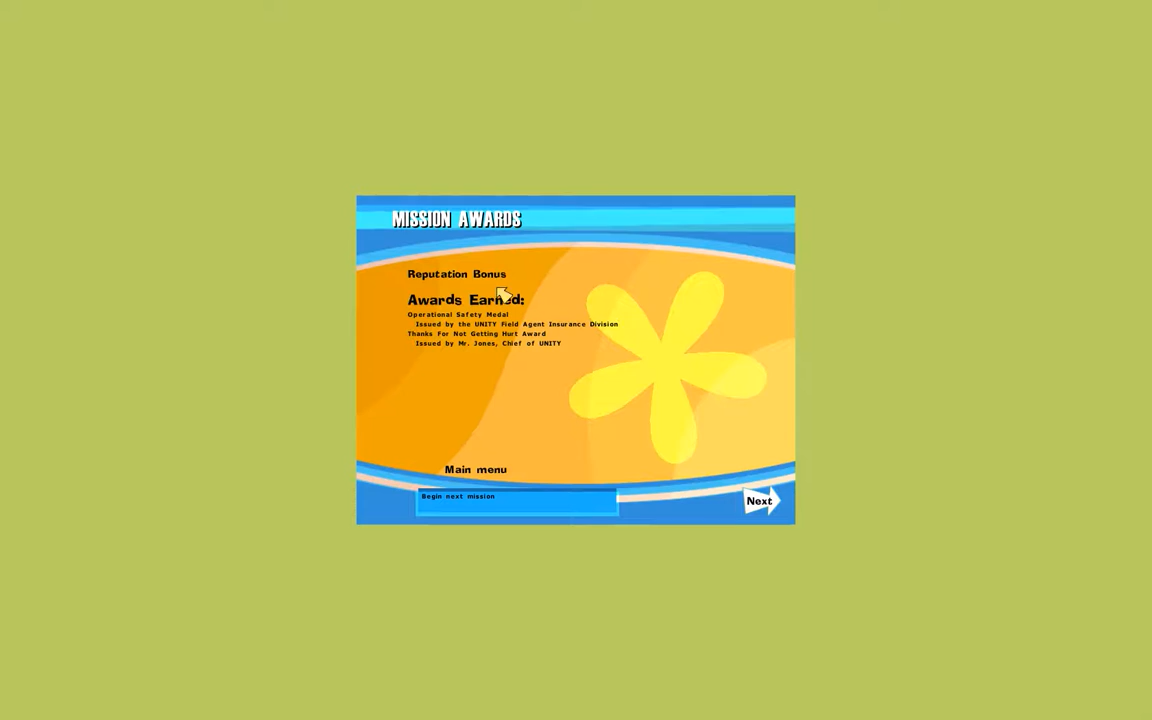 MISSION AWARDS
Reputation Bonus
Awards Earned:
Operational Safety Medal
Issued by the UNITY Field Agent Insurance Division
Thanks For Not Getting Hurt Award
Issued by Mr. Jones, Chief of UNITY
Main menu
Begin next mission
Next